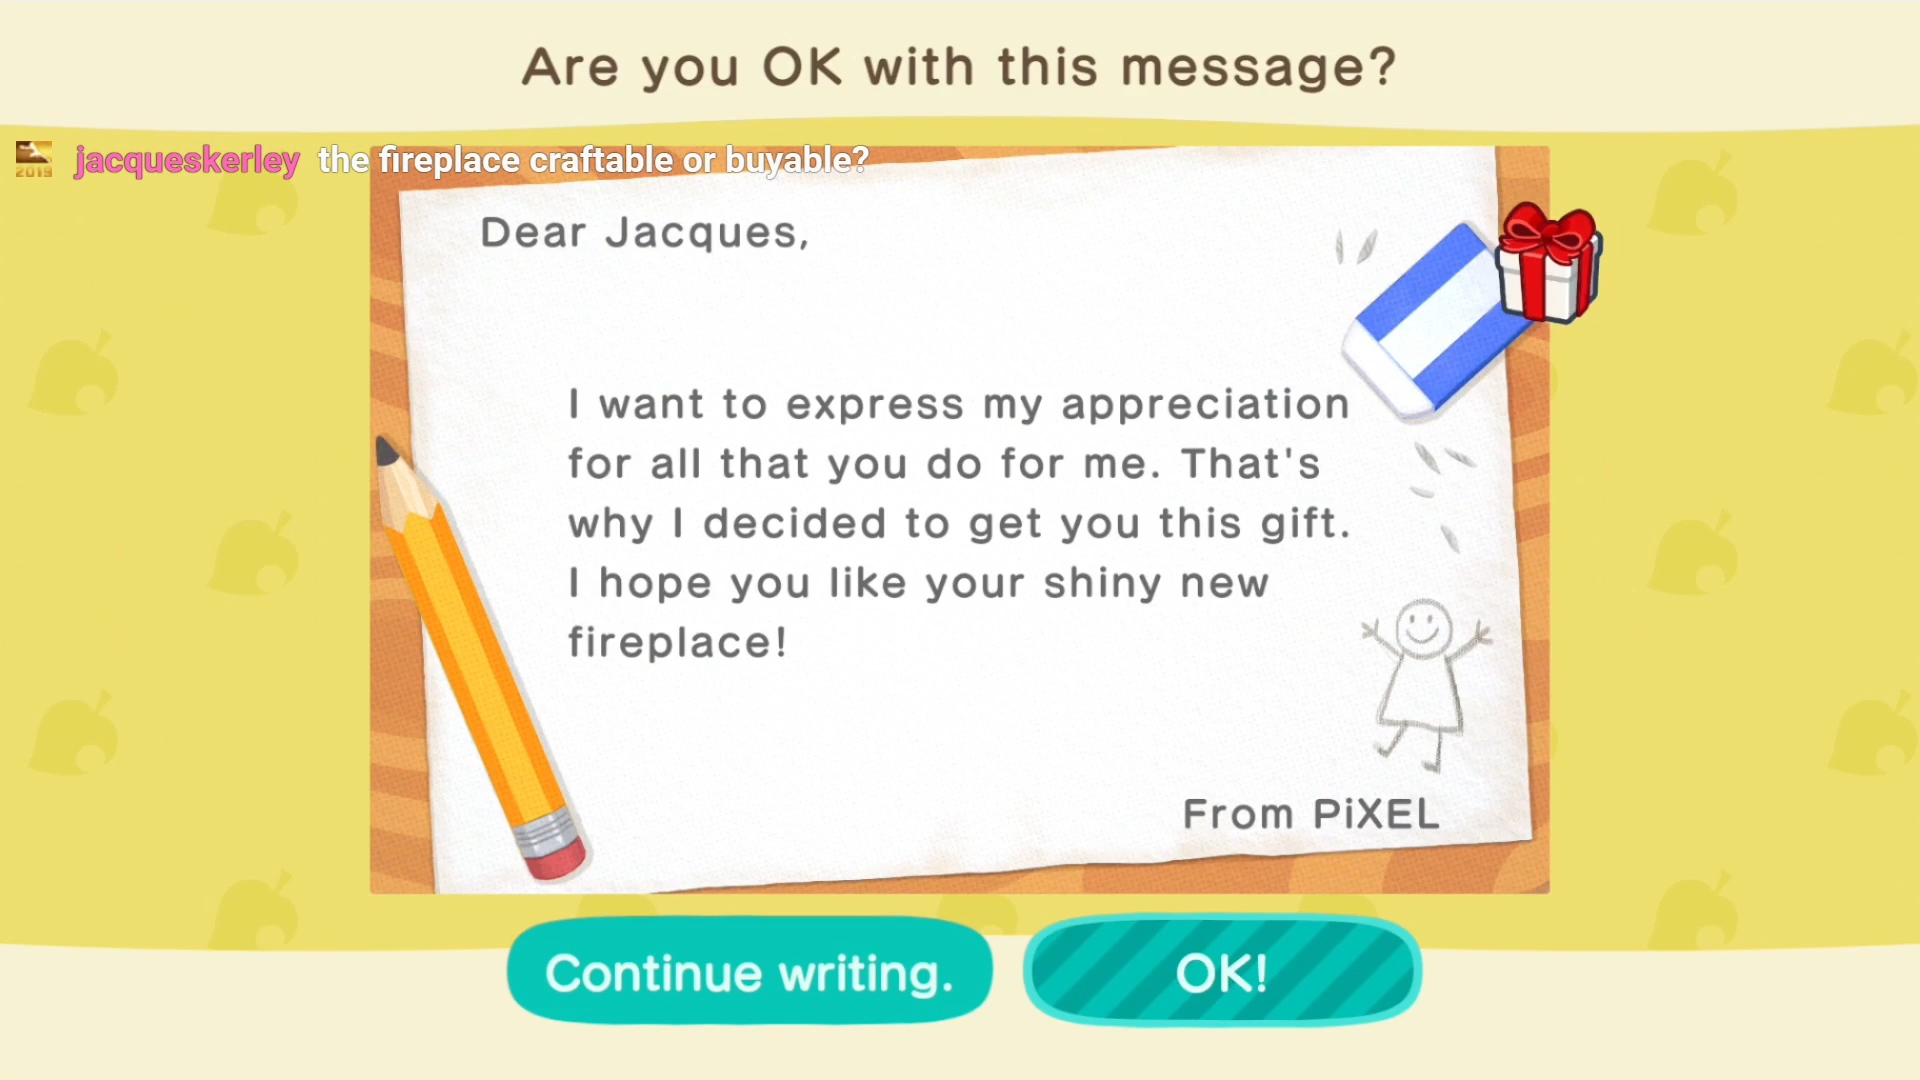 Are you OK with this message?
2019 jacqueskerley the fireplace craftable or buyable?
Dear Jacques,
I want to express my appreciation
for all that you do for me. That's
why I decided to get you this gift.
I hope you like your shiny new
fireplace!
From PiXEL
Continue writing.
OK!